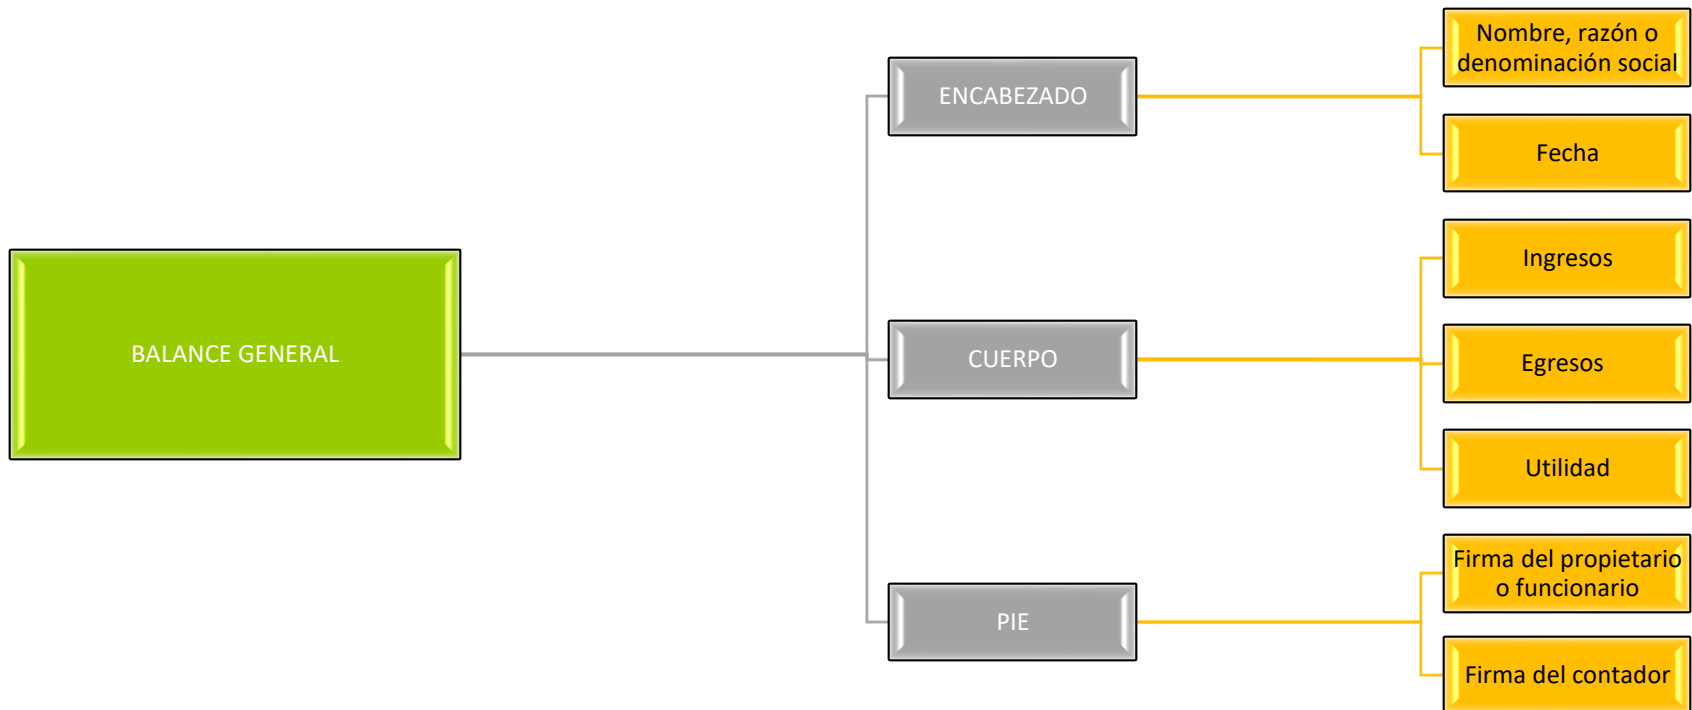 BALANCE GENERAL
ENCABEZADO
Nombre, razón o
denominación social
Fecha
CUERPO
Ingresos
Egresos
Utilidad
PIE
Firma del propietario
o funcionario
Firma del contador